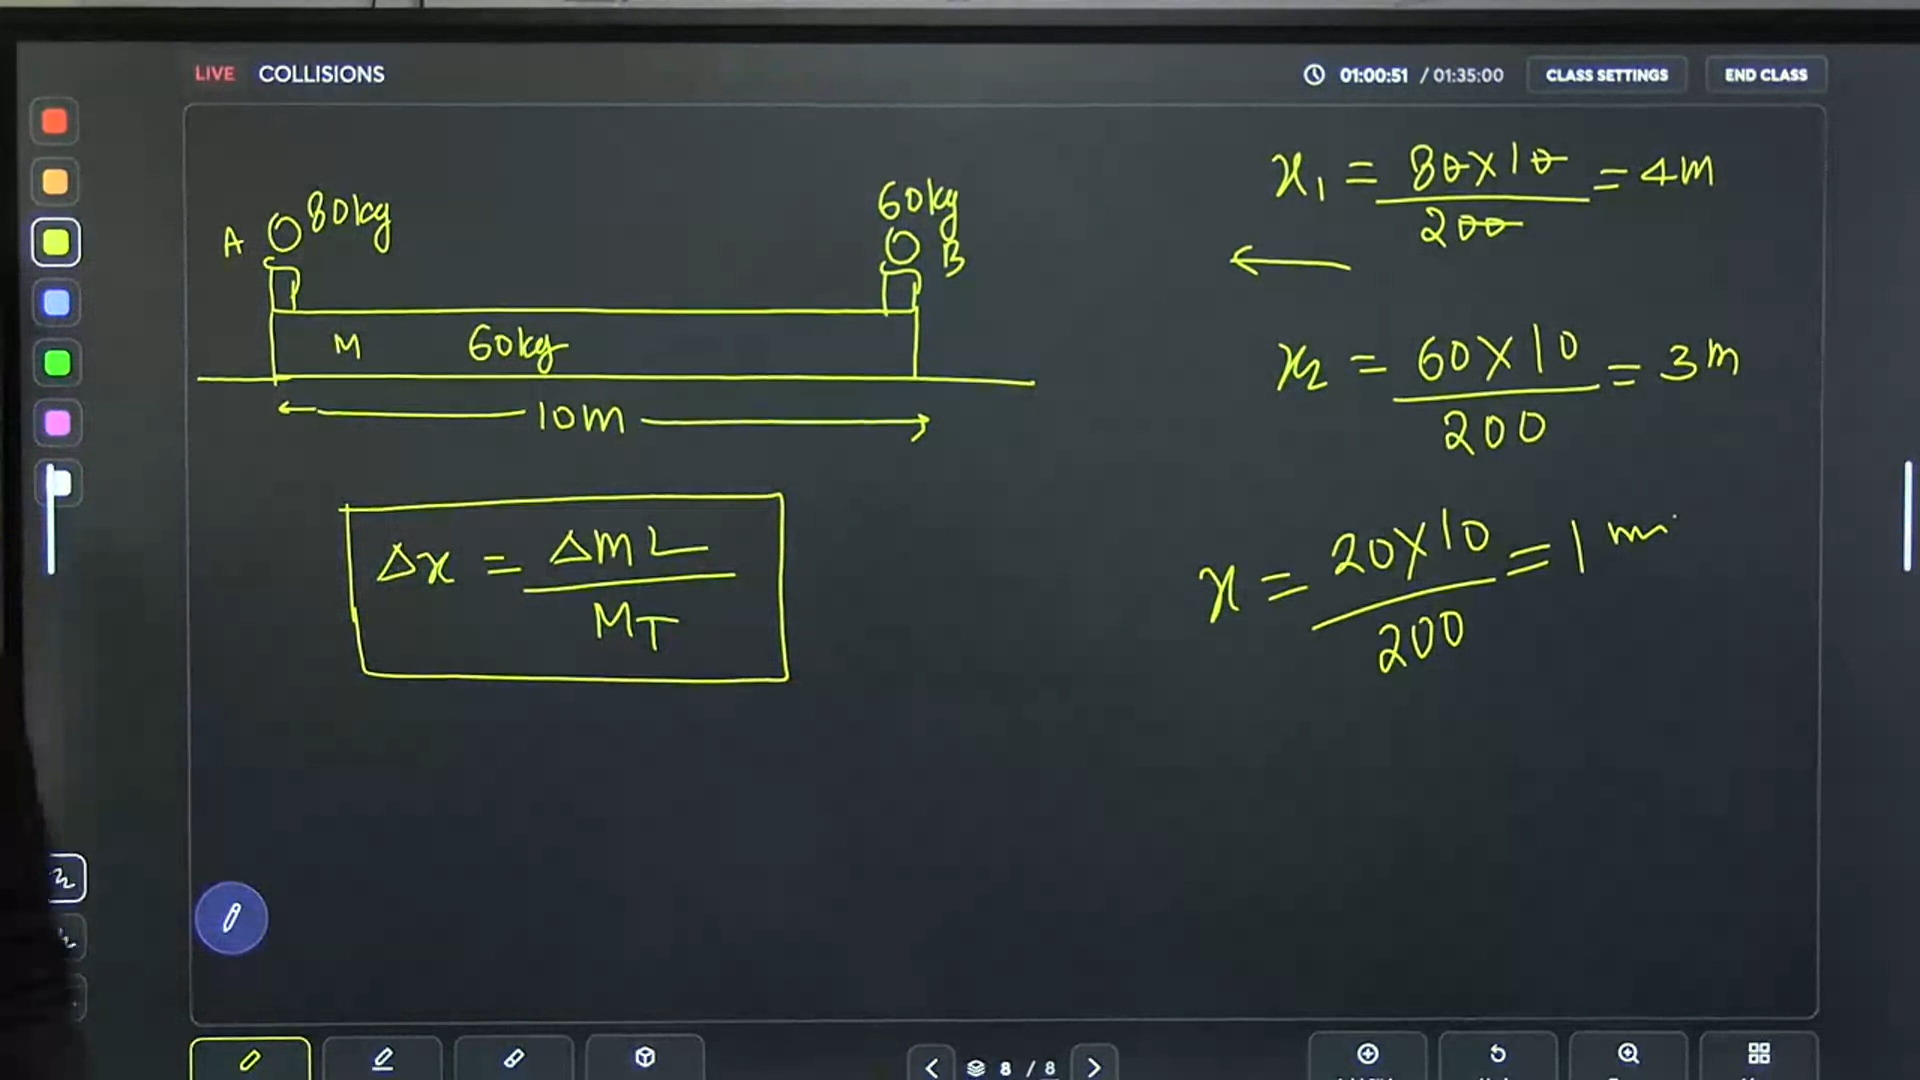 LIVE COLLISIONS
01:00:51 / 01:35:00 CLASS SETTINGS END CLASS
A 80kg
60kg
B
M 60kg
10m
Δx = ΔmL / M_T
x₁ = 80×10 / 200 = 4m
x₂ = 60×10 / 200 = 3m
x = 20×10 / 200 = 1 m
8 / 8